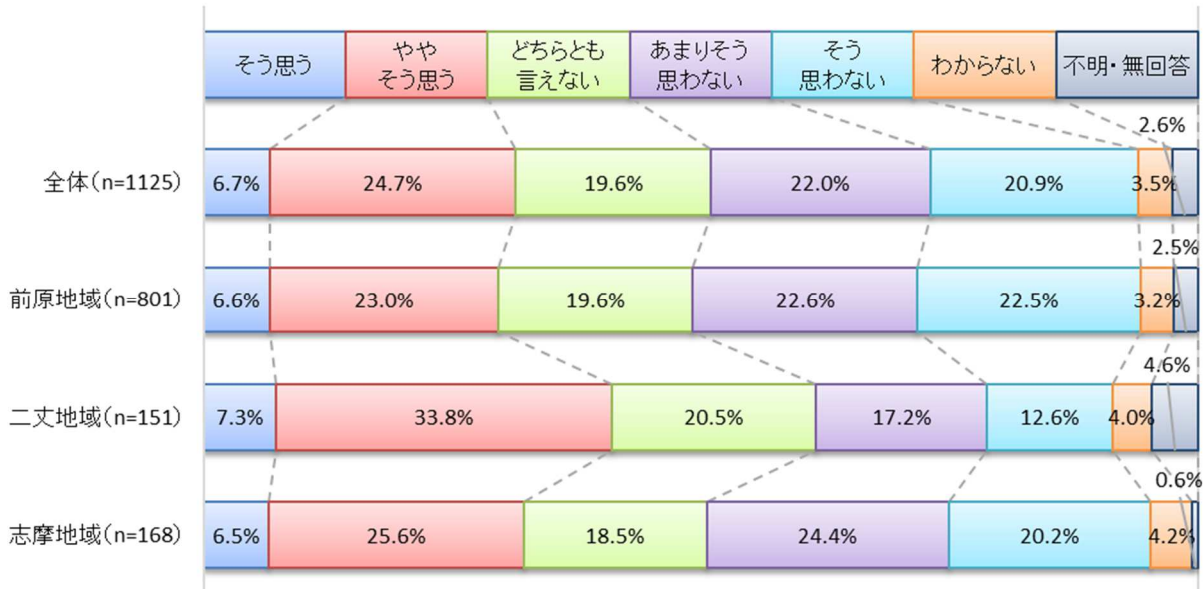 そう思う
やや
そう思う
どちらとも
言えない
あまりそう
思わない
そう
思わない
わからない
不明・無回答
2.6%
全体(n=1125)
6.7%
24.7%
19.6%
22.0%
20.9%
3.5%
2.5%
前原地域(n=801)
6.6%
23.0%
19.6%
22.6%
22.5%
3.2%
4.6%
二丈地域(n=151)
7.3%
33.8%
20.5%
17.2%
12.6%
4.0%
0.6%
志摩地域(n=168)
6.5%
25.6%
18.5%
24.4%
20.2%
4.2%